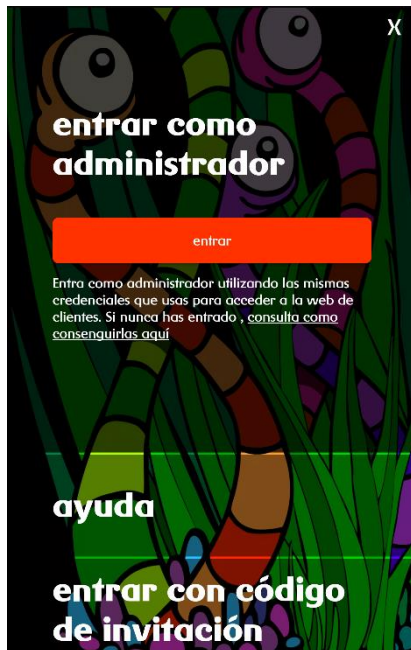 X
entrar como
administrador
entrar
Entra como administrador utilizando las mismas
credenciales que usas para acceder a la web de
clientes. Si nunca has entrado , consulta como
consenguirlas aquí
ayuda
entrar con código
de invitación